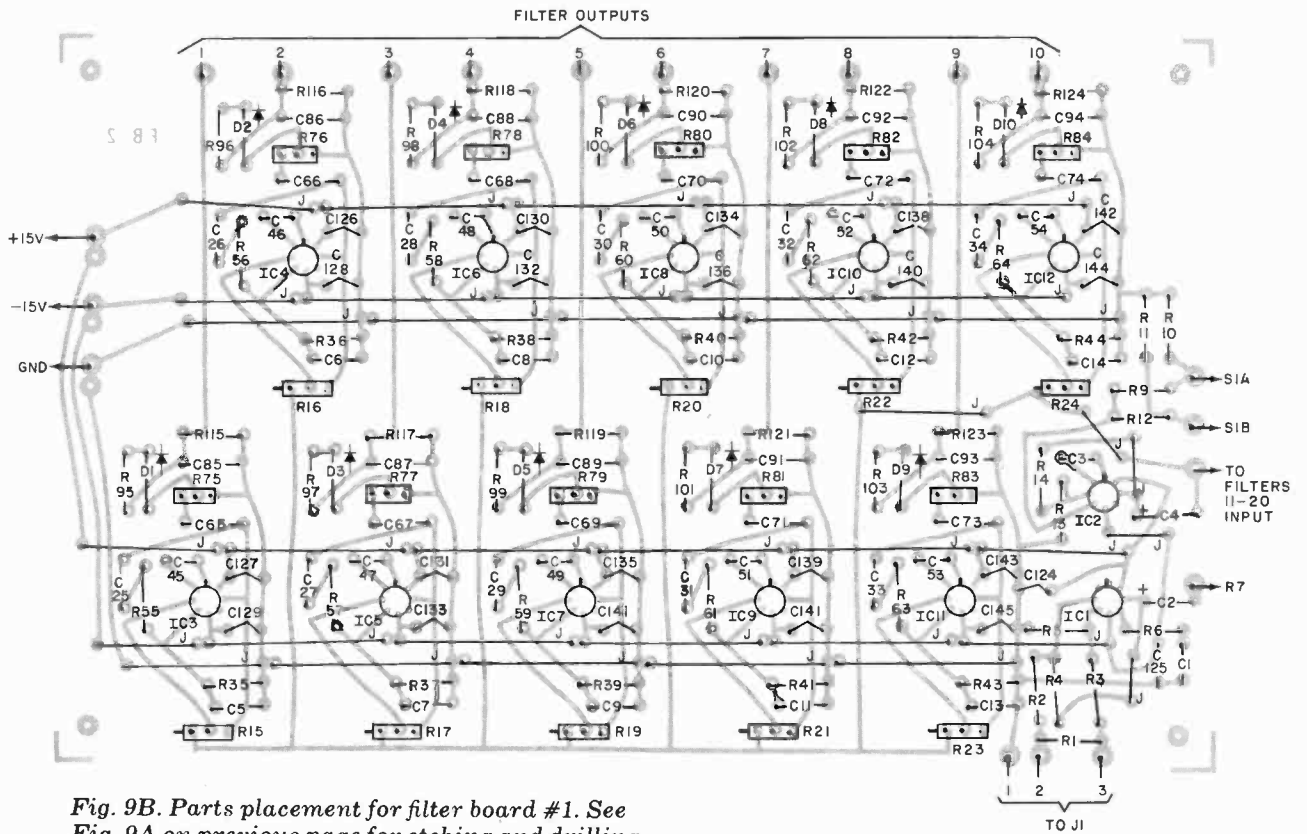 FILTER OUTPUTS
1 2 3 4 5 6 7 8 9 10
R116 R118 R120 R122 R124
D2 C86 D4 C88 D6 C90 D8 C92 D10 C94
FB 2
R96 R76 R98 R78 R100 R80 R102 R82 R104 R84
C66 C68 C70 C72 C74
J J J J J
C26 R56 C46 C126 C28 R58 C48 C130 C30 R60 C50 C134 C32 R62 C52 C138 C34 R64 C54 C142
+15V
IC4 C128 IC6 C132 IC8 C136 IC10 C140 IC12 C144
J J J J J
-15V
J J J J J
R11 R10
R36 R38 R40 R42 R44
C6 C8 C10 C12 C14
GND
R16 R18 R20 R22 R24
S1A
R9
J
R12
S1B
R115 R117 R119 R121 R123
J
R95 D1 C85 R97 D3 C87 R99 D5 C89 R101 D7 C91 R103 D9 C93 R14 C3
R75 R77 R79 R81 R83
TO
FILTERS
11-20
INPUT
J
R13 IC2 + C4
C65 C67 C69 C71 C73
J J J J J J J
C25 R55 C45 C127 C27 R57 C47 C131 C29 R59 C49 C135 C31 R61 C51 C139 C33 R63 C53 C143 C124
R7
IC3 C129 IC5 C133 IC7 C141 IC9 C141 IC11 C145 IC1 + C2
R5 R6
J J J J J J
J J J J J
R35 R37 R39 R41 R43 R2 R4 R3 C125 C1
J
C5 C7 C9 C11 C13
R15 R17 R19 R21 R23 R1
1 2 3
TO J1
Fig. 9B. Parts placement for filter board #1. See
Fig. 9A on previous page for etching and drilling